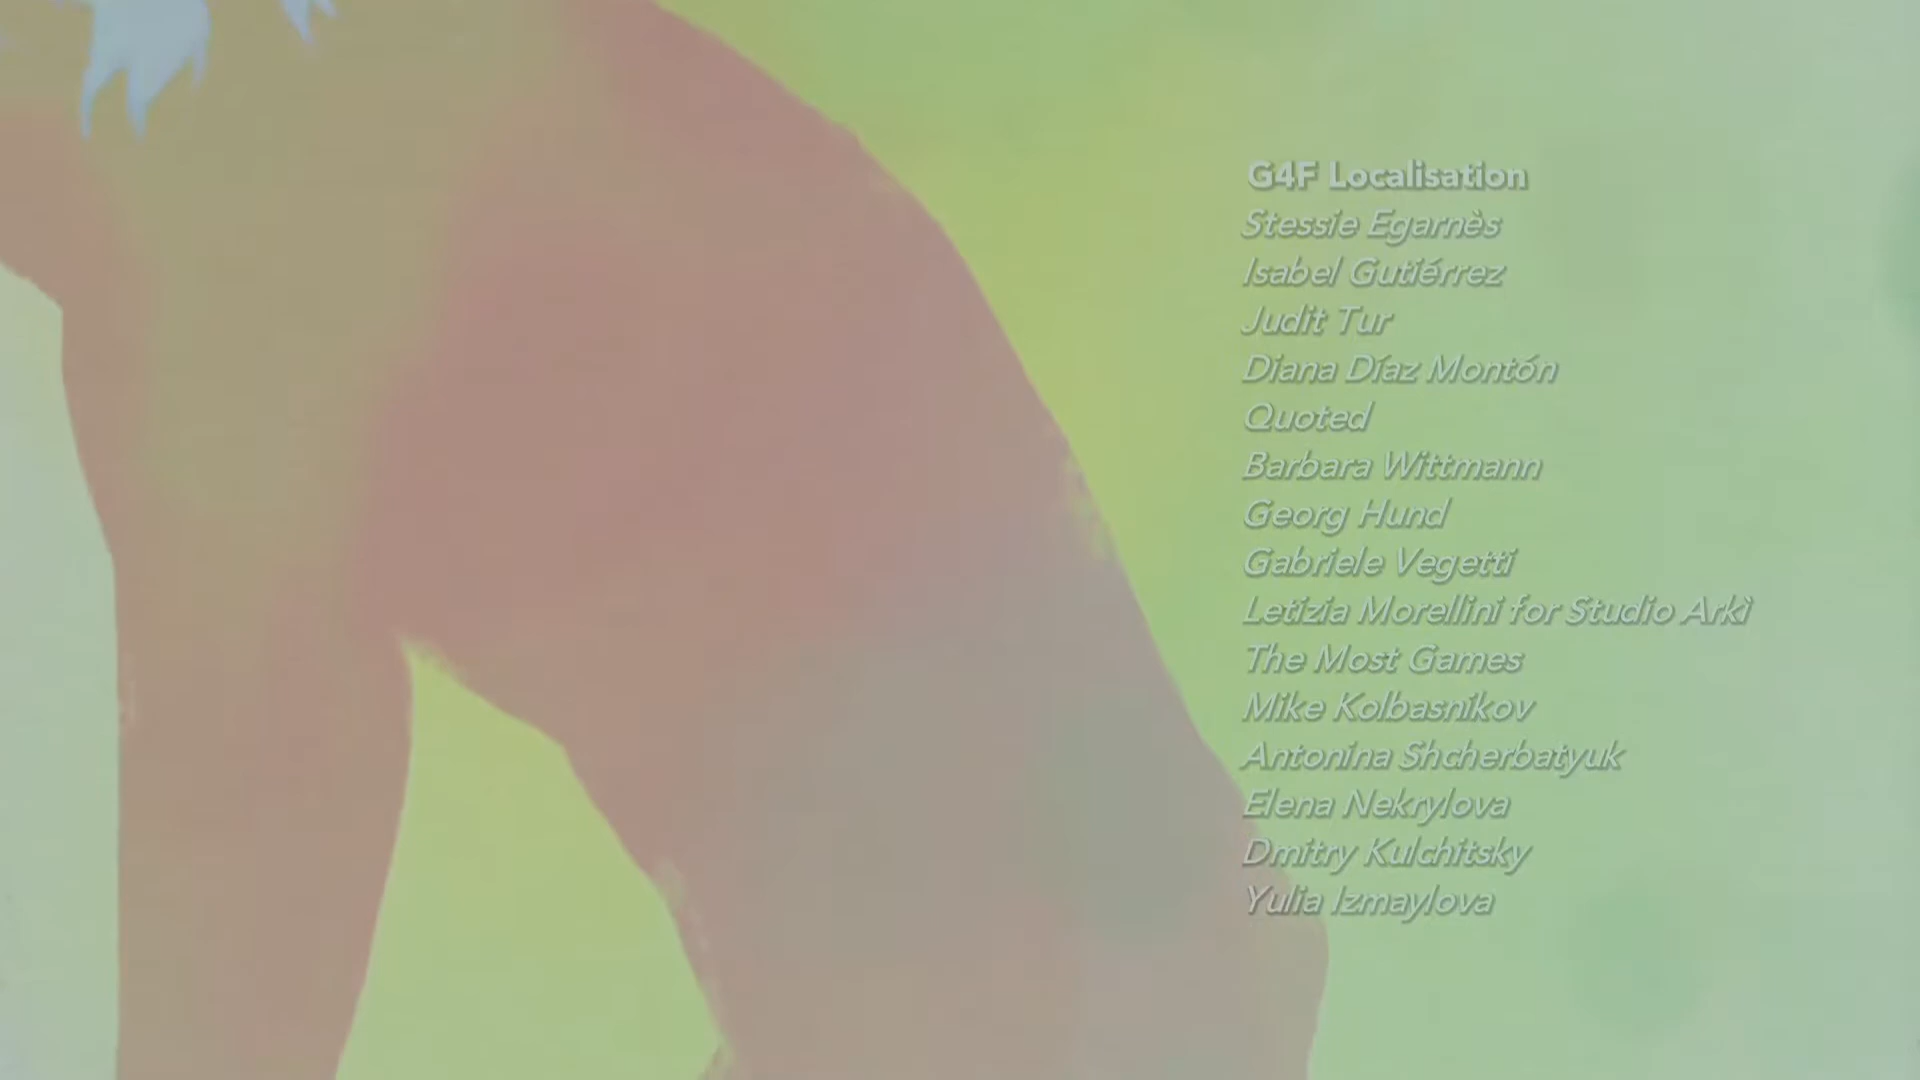 G4F Localisation
Stessie Egarnès
Isabel Gutiérrez
Judit Tur
Diana Díaz Montón
Quoted
Barbara Wittmann
Georg Hund
Gabriele Vegetti
Letizia Morellini for Studio Arkì
The Most Games
Mike Kolbasnikov
Antonina Shcherbatyuk
Elena Nekrylova
Dmitry Kulchitsky
Yulia Izmaylova